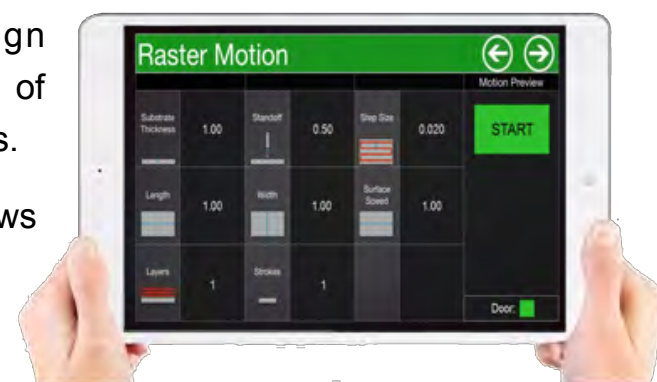 ign
of
s.
ws
Raster Motion
Motion Preview
Substrate
Thickness
1.00
Standoff
0.50
Step Size
0.020
START
Length
1.00
Width
1.00
Surface
Speed
1.00
Layers
1
Strokes
1
Door: